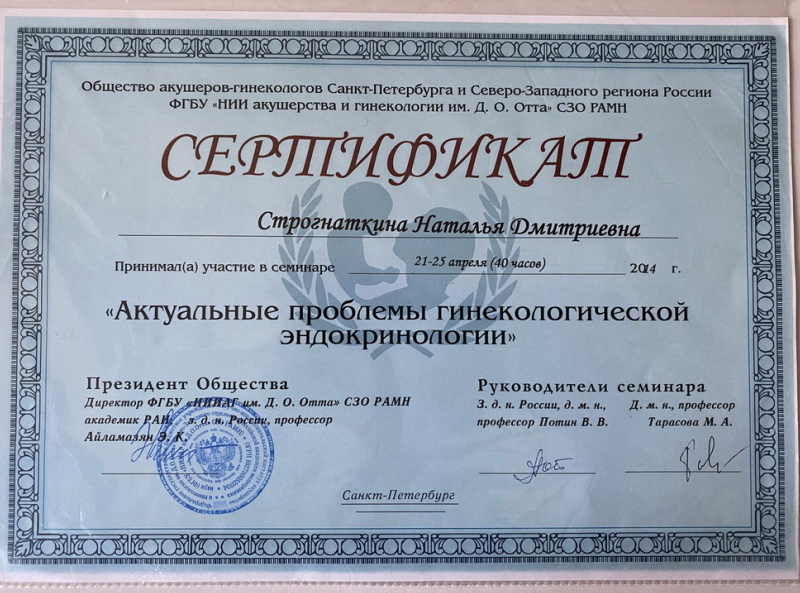 Общество акушеров-гинекологов Санкт-Петербурга и Северо-Западного региона России
ФГБУ «НИИ акушерства и гинекологии им. Д. О. Отта» СЗО РАМН
СЕРТИФИКАТ
Строгнаткина Наталья Дмитриевна
Принимал(а) участие в семинаре 21-25 апреля (40 часов) 2014 г.
«Актуальные проблемы гинекологической
эндокринологии»
Президент Общества
Директор ФГБУ «НИИАГ им. Д. О. Отта» СЗО РАМН
академик РАН, з. д. н. России, профессор
Айламазян Э. К.
Руководители семинара
З. д. н. России, д. м. н.,
профессор Потин В. В.
Д. м. н., профессор
Тарасова М. А.
Санкт-Петербург